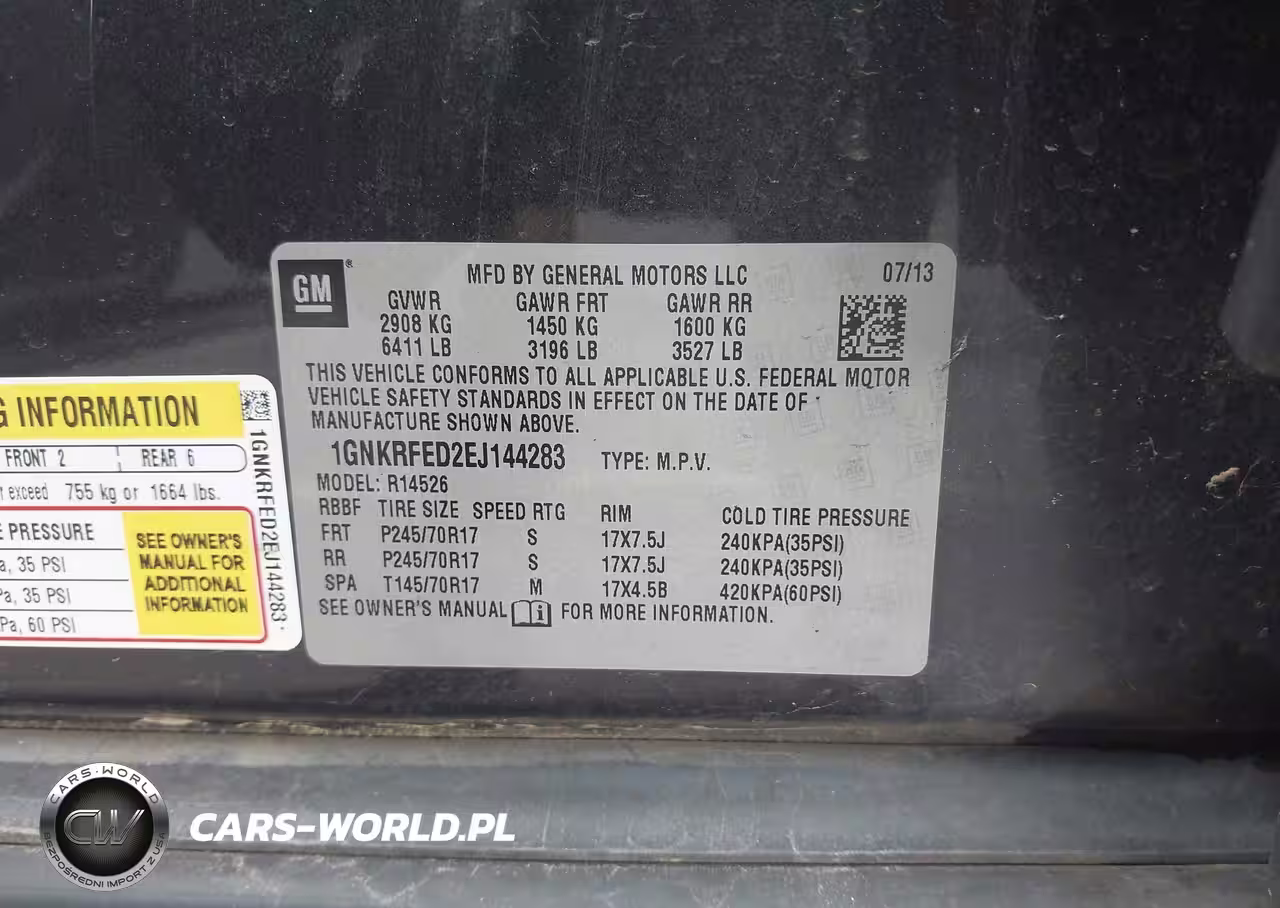 GM®
MFD BY GENERAL MOTORS LLC 07/13
GVWR GAWR FRT GAWR RR
2908 KG 1450 KG 1600 KG
6411 LB 3196 LB 3527 LB
THIS VEHICLE CONFORMS TO ALL APPLICABLE U.S. FEDERAL MOTOR
VEHICLE SAFETY STANDARDS IN EFFECT ON THE DATE OF
MANUFACTURE SHOWN ABOVE.
1GNKRFED2EJ144283 TYPE: M.P.V.
MODEL: R14526
RBBF TIRE SIZE SPEED RTG RIM COLD TIRE PRESSURE
FRT P245/70R17 S 17X7.5J 240KPA(35PSI)
RR P245/70R17 S 17X7.5J 240KPA(35PSI)
SPA T145/70R17 M 17X4.5B 420KPA(60PSI)
SEE OWNER'S MANUAL FOR MORE INFORMATION.
G INFORMATION
FRONT 2 REAR 6
exceed 755 kg or 1664 lbs.
E PRESSURE
a, 35 PSI
Pa, 35 PSI
Pa, 60 PSI
SEE OWNER'S
MANUAL FOR
ADDITIONAL
INFORMATION
1GNKRFED2EJ144283
CARS-WORLD
CW
BEZPOŚREDNI IMPORT Z USA
CARS-WORLD.PL